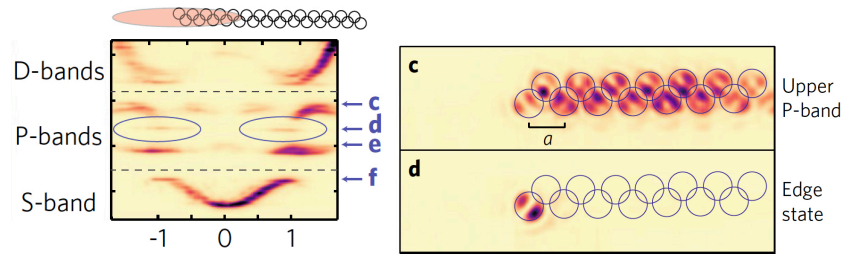 D-bands
P-bands
S-band
c
d
e
f
-1 0 1
c
Upper
P-band
a
d
Edge
state